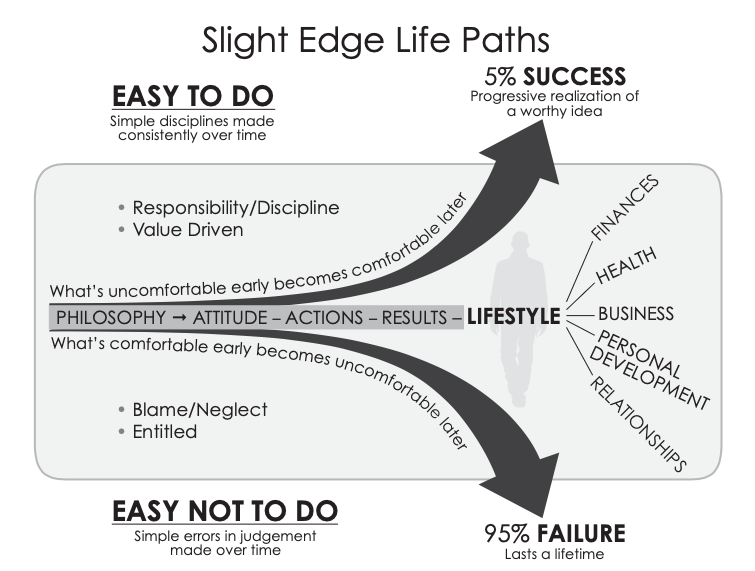 Slight Edge Life Paths
EASY TO DO
Simple disciplines made
consistently over time
5% SUCCESS
Progressive realization of
a worthy idea
• Responsibility/Discipline
• Value Driven
What's uncomfortable early becomes comfortable later
PHILOSOPHY → ATTITUDE – ACTIONS – RESULTS – LIFESTYLE
What's comfortable early becomes uncomfortable later
FINANCES
HEALTH
BUSINESS
PERSONAL
DEVELOPMENT
RELATIONSHIPS
• Blame/Neglect
• Entitled
EASY NOT TO DO
Simple errors in judgement
made over time
95% FAILURE
Lasts a lifetime